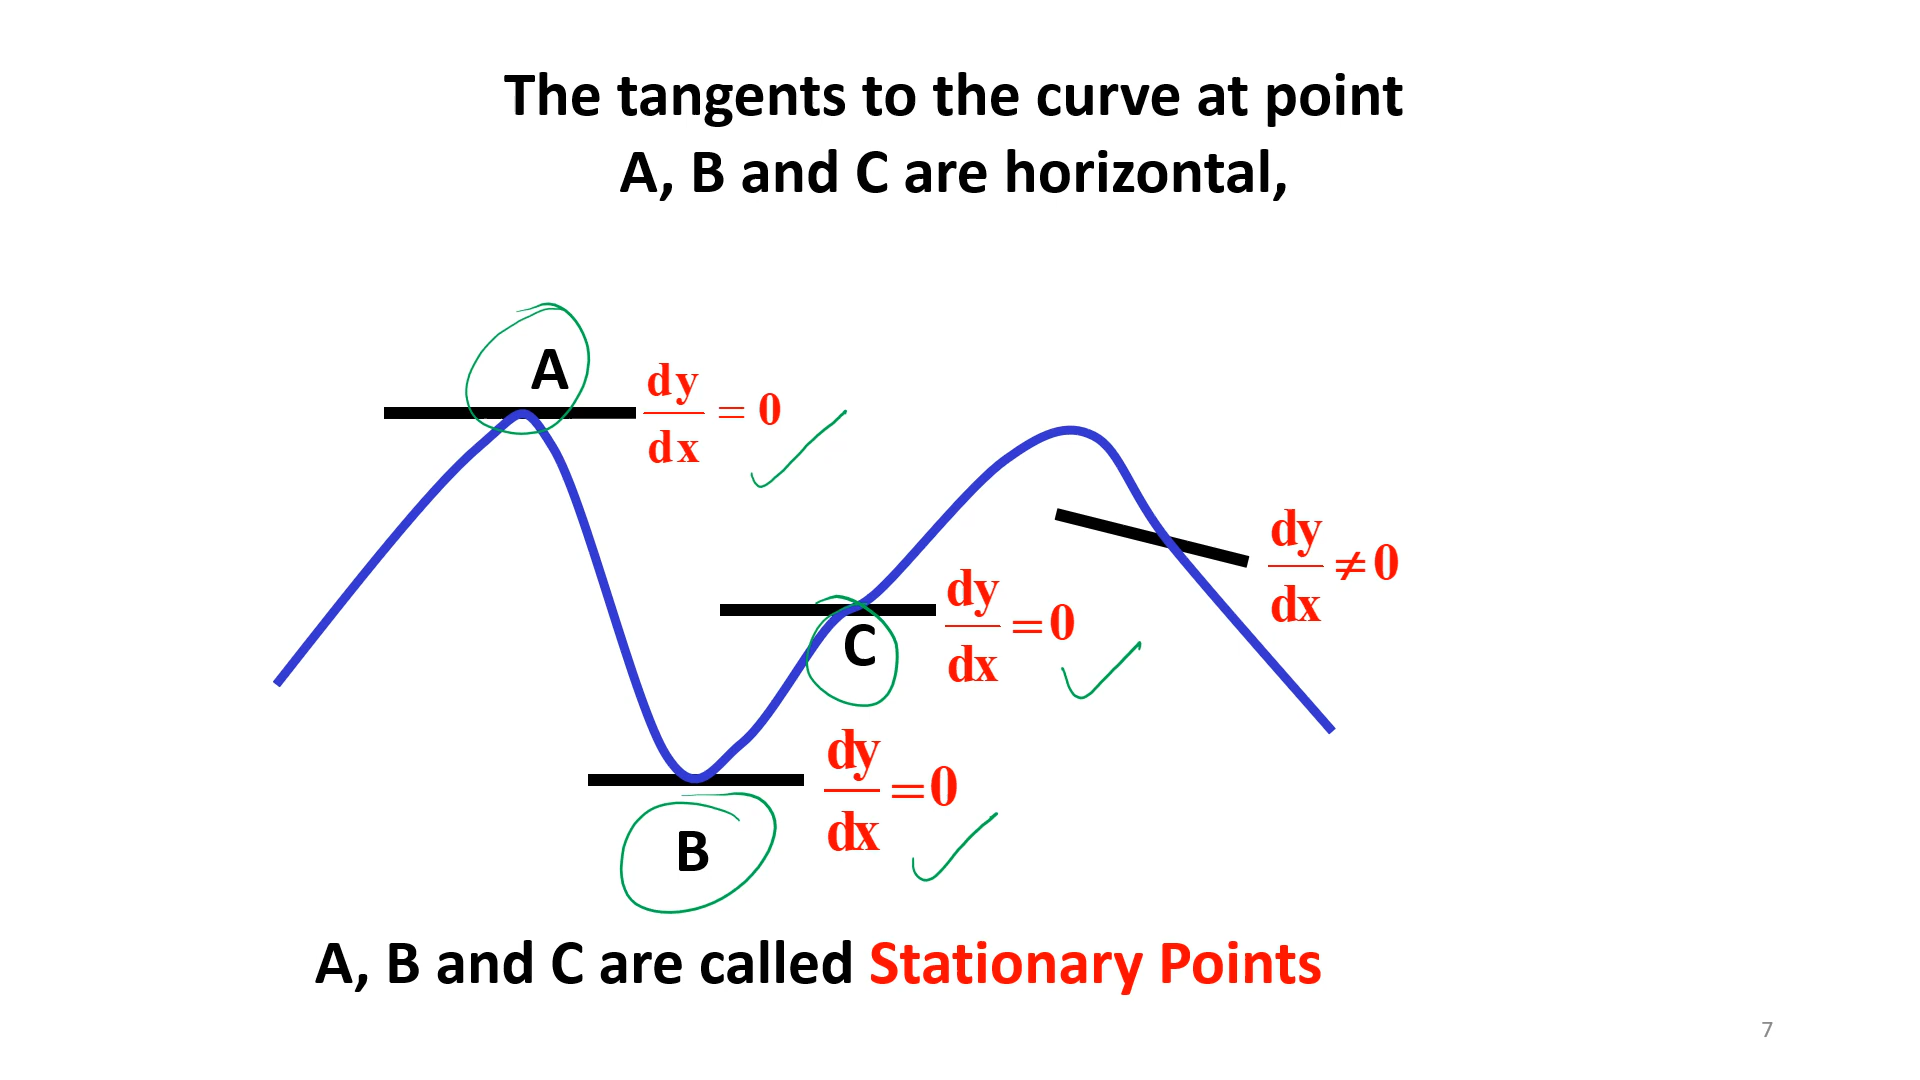 The tangents to the curve at point
A, B and C are horizontal,
A
dy/dx = 0
dy/dx ≠ 0
C
dy/dx = 0
dy/dx = 0
B
A, B and C are called Stationary Points
7